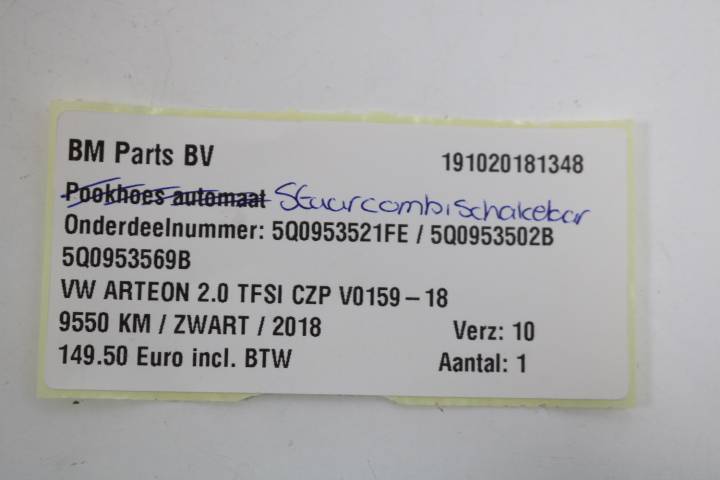 BM Parts BV 191020181348
Pookhoes automaat Stuurcombischakelaar
Onderdeelnummer: 5Q0953521FE / 5Q0953502B
5Q0953569B
VW ARTEON 2.0 TFSI CZP V0159-18
9550 KM / ZWART / 2018 Verz: 10
149.50 Euro incl. BTW Aantal: 1